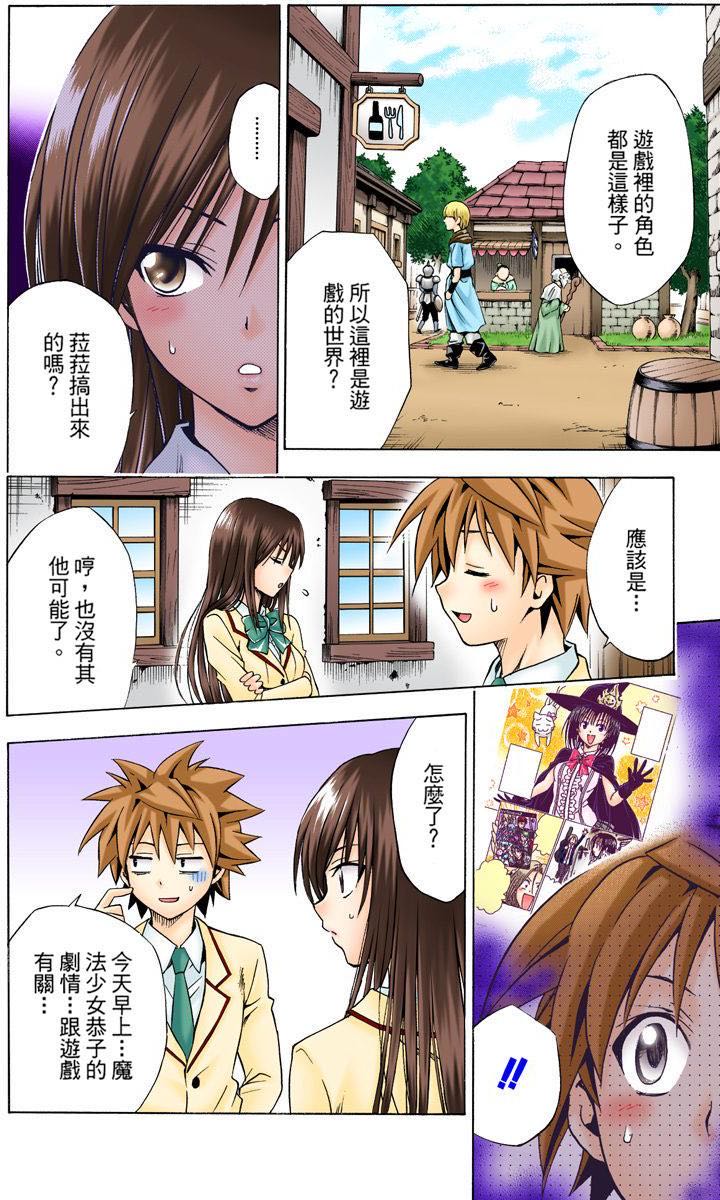 遊戲裡的角色
都是這樣子。
所以這裡是遊
戲的世界？
………
菈菈搞出來
的嗎？
應該是…
哼，也沒有其
他可能了。
!!
怎麼了？
今天早上…魔
法少女恭子的
劇情…跟遊戲
有關…